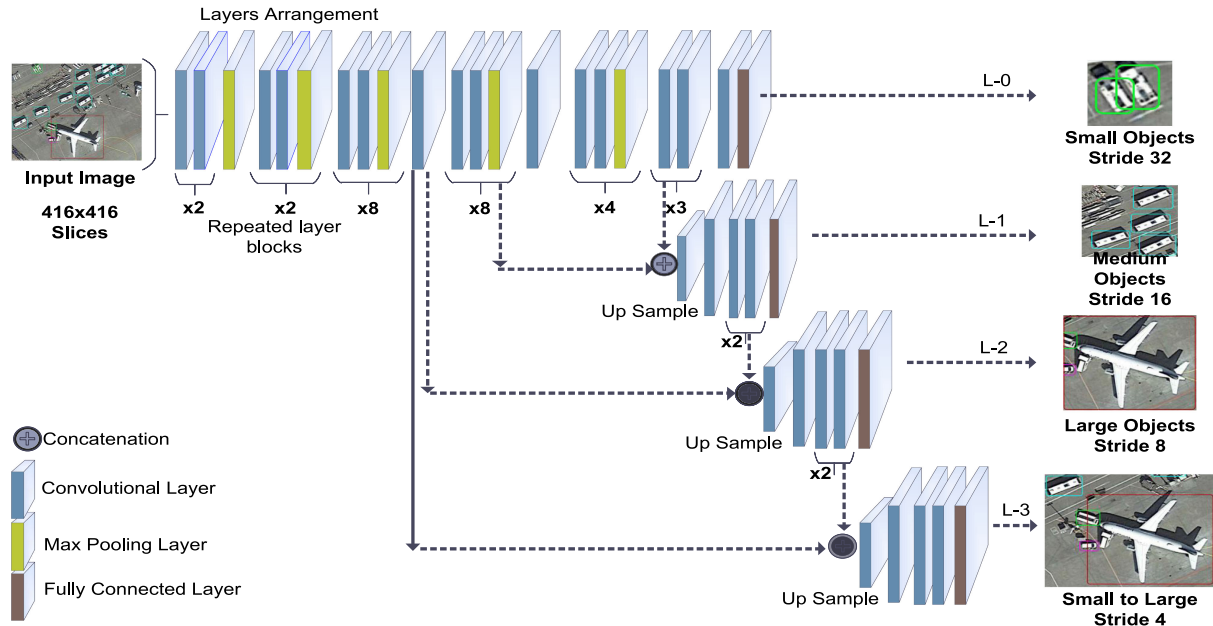 Layers Arrangement
Input Image
416x416
Slices
x2
x2
x8
x8
x4
x3
Repeated layer
blocks
L-0
Small Objects
Stride 32
L-1
Medium
Objects
Stride 16
Up Sample
x2
L-2
Large Objects
Stride 8
Up Sample
x2
L-3
Small to Large
Stride 4
Up Sample
Concatenation
Convolutional Layer
Max Pooling Layer
Fully Connected Layer